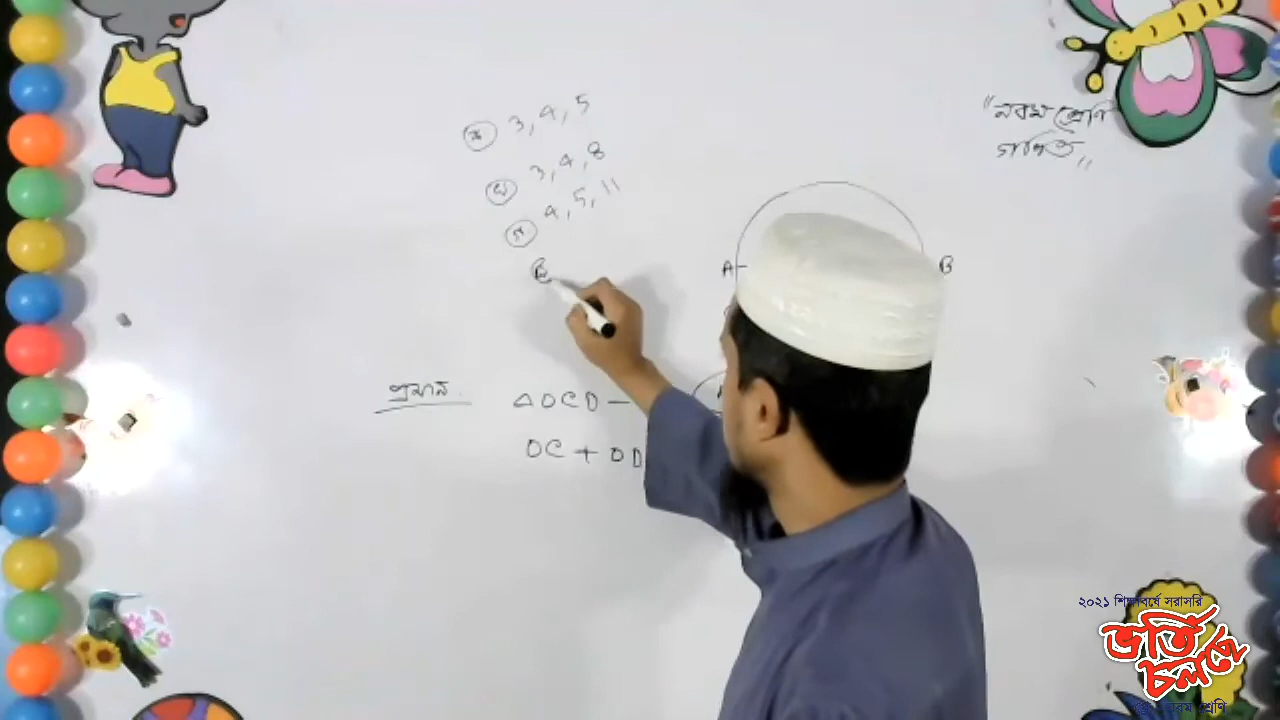 ক 3, 4, 5
খ 3, 4, 8
গ 4, 5, 11
"নবম শ্রেণি
গণিত"
A B
প্রমাণ
△OCD —
OC + OD
২০২১ শিক্ষাবর্ষে সরাসরি
ভর্তি
চলছে
নবম শ্রেণি